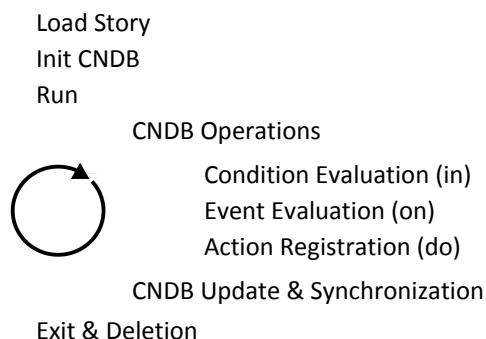 Load Story
Init CNDB
Run
CNDB Operations
Condition Evaluation (in)
Event Evaluation (on)
Action Registration (do)
CNDB Update & Synchronization
Exit & Deletion